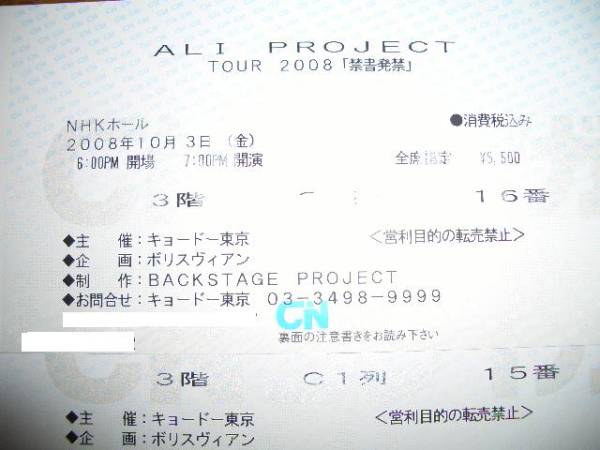 ALI PROJECT
TOUR 2008「禁書発禁」
NHKホール
●消費税込み
2008年10月 3日 (金)
6:00PM 開場 7:00PM 開演
全席指定 ¥5,500
3階 16番
◆主 催:キョードー東京 <営利目的の転売禁止>
◆企 画:ボリスヴィアン
◆制 作:BACKSTAGE PROJECT
◆お問合せ:キョードー東京 03-3498-9999
CN
裏面の注意書きをお読み下さい
3階 C1列 15番
◆主 催:キョードー東京 <営利目的の転売禁止>
◆企 画:ボリスヴィアン